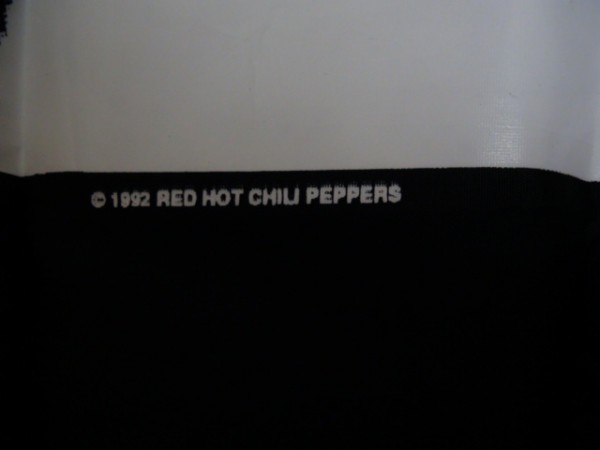 © 1992 RED HOT CHILI PEPPERS